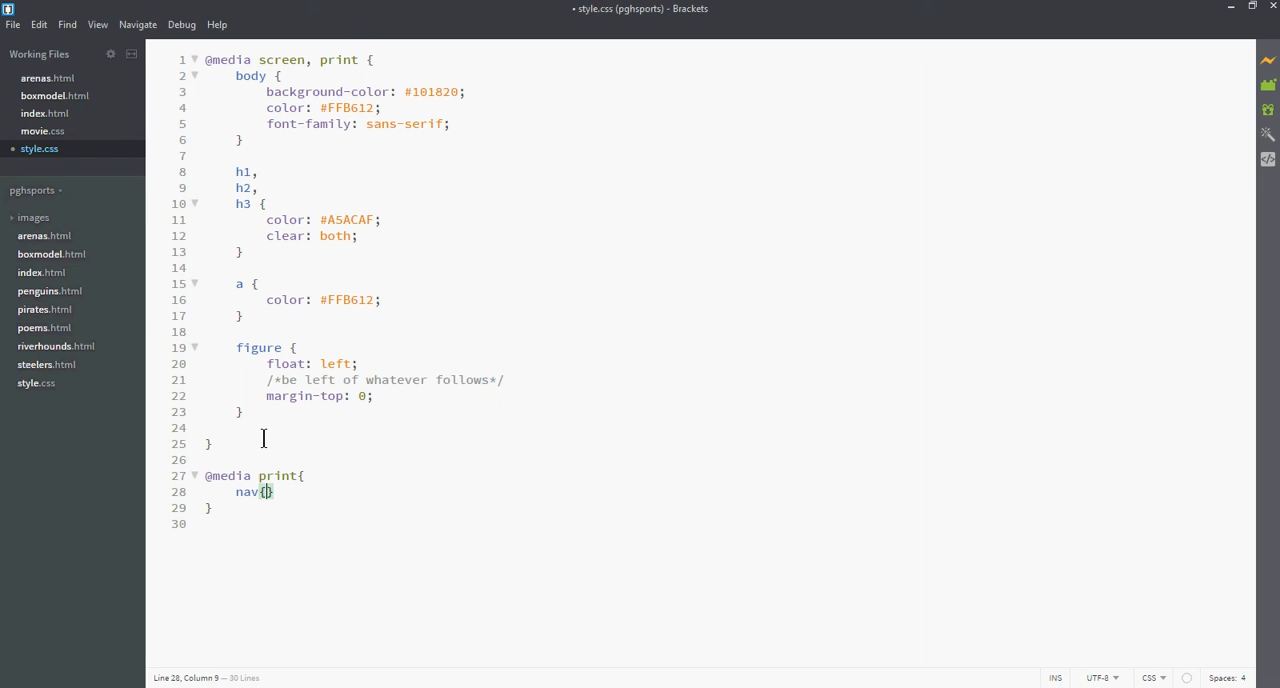 • style.css (pghsports) - Brackets
File Edit Find View Navigate Debug Help
Working Files
arenas.html
boxmodel.html
index.html
movie.css
• style.css
pghsports
images
arenas.html
boxmodel.html
index.html
penguins.html
pirates.html
poems.html
riverhounds.html
steelers.html
style.css
1 @media screen, print {
2 body {
3 background-color: #101820;
4 color: #FFB612;
5 font-family: sans-serif;
6 }
7
8 h1,
9 h2,
10 h3 {
11 color: #A5ACAF;
12 clear: both;
13 }
14
15 a {
16 color: #FFB612;
17 }
18
19 figure {
20 float: left;
21 /*be left of whatever follows*/
22 margin-top: 0;
23 }
24
25 }
26
27 @media print{
28 nav{}
29 }
30
Line 28, Column 9 — 30 Lines
INS UTF-8 CSS Spaces: 4